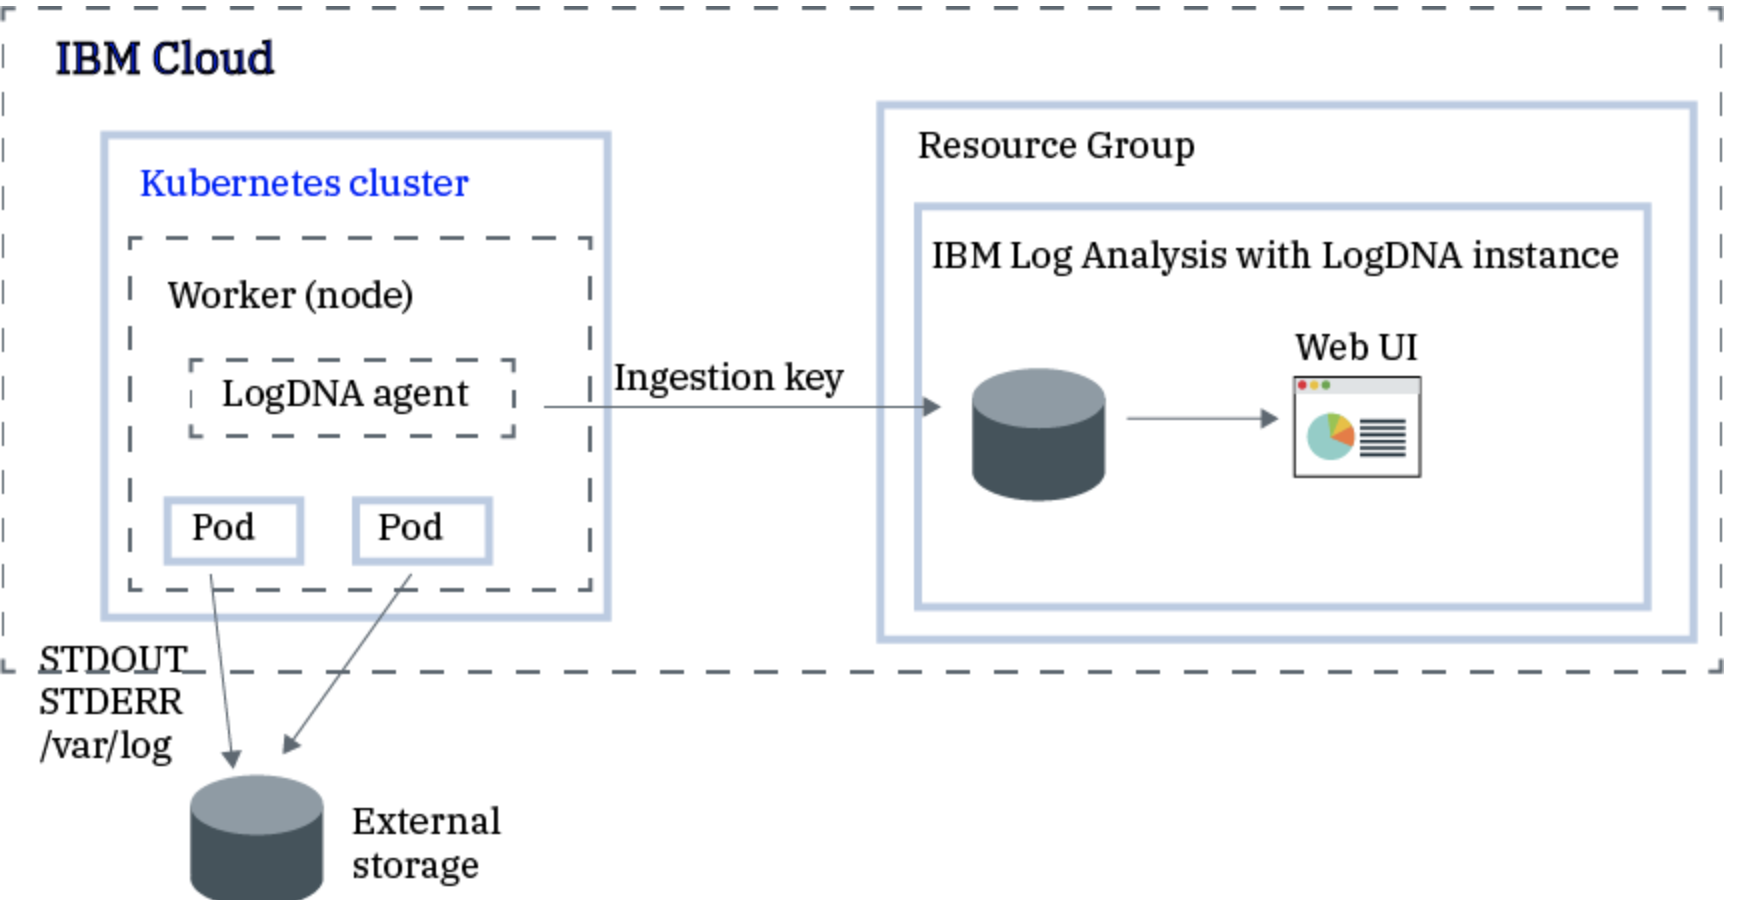 IBM Cloud
Resource Group
Kubernetes cluster
IBM Log Analysis with LogDNA instance
Worker (node)
Web UI
LogDNA agent
Ingestion key
Pod
Pod
STDOUT
STDERR
/var/log
External
storage